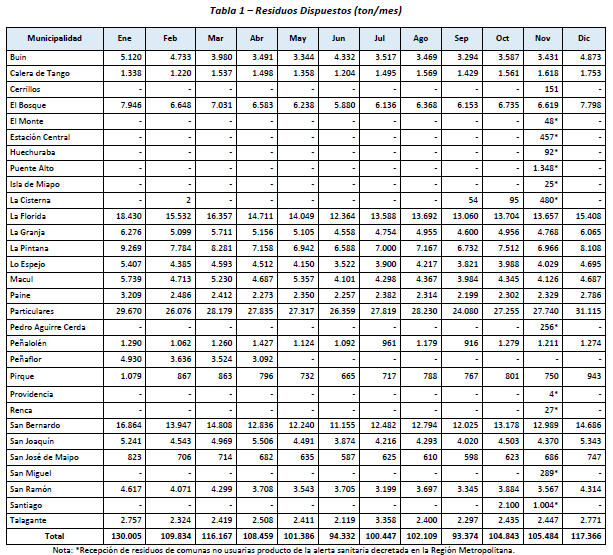 Tabla 1 – Residuos Dispuestos (ton/mes)
Municipalidad Ene Feb Mar Abr May Jun Jul Ago Sep Oct Nov Dic
Buin 5.120 4.733 3.980 3.491 3.344 4.332 3.517 3.469 3.294 3.587 3.431 4.873
Calera de Tango 1.338 1.220 1.537 1.498 1.358 1.204 1.495 1.569 1.429 1.561 1.618 1.753
Cerrillos - - - - - - - - - - 151 -
El Bosque 7.946 6.648 7.031 6.583 6.238 5.880 6.136 6.368 6.153 6.735 6.619 7.798
El Monte - - - - - - - - - - 48* -
Estación Central - - - - - - - - - - 457* -
Huechuraba - - - - - - - - - - 92* -
Puente Alto - - - - - - - - - - 1.348* -
Isla de Miapo - - - - - - - - - - 25* -
La Cisterna - 2 - - - - - - 54 95 480* -
La Florida 18.430 15.532 16.357 14.711 14.049 12.364 13.588 13.692 13.060 13.704 13.657 15.408
La Granja 6.276 5.099 5.711 5.156 5.105 4.558 4.754 4.955 4.600 4.956 4.768 6.065
La Pintana 9.269 7.784 8.281 7.158 6.942 6.588 7.000 7.167 6.732 7.512 6.966 8.108
Lo Espejo 5.407 4.385 4.593 4.512 4.150 3.522 3.900 4.217 3.821 3.988 4.029 4.695
Macul 5.739 4.713 5.230 4.687 5.357 4.101 4.298 4.367 3.984 4.345 4.126 4.687
Paine 3.209 2.486 2.412 2.273 2.350 2.257 2.382 2.314 2.199 2.302 2.329 2.786
Particulares 29.670 26.076 28.179 27.835 27.317 26.359 27.819 28.230 24.080 27.255 27.740 31.115
Pedro Aguirre Cerda - - - - - - - - - - 256* -
Peñalolén 1.290 1.062 1.260 1.427 1.124 1.092 961 1.179 916 1.279 1.211 1.274
Peñaflor 4.930 3.636 3.524 3.092 - - - - - - - -
Pirque 1.079 867 863 796 732 665 717 788 767 801 750 943
Providencia - - - - - - - - - - 4* -
Renca - - - - - - - - - - 27* -
San Bernardo 16.864 13.947 14.808 12.836 12.240 11.155 12.482 12.794 12.025 13.178 12.989 14.686
San Joaquín 5.241 4.543 4.969 5.506 4.491 3.874 4.216 4.293 4.020 4.503 4.370 5.343
San José de Maipo 823 706 714 682 635 587 625 610 598 623 686 747
San Miguel - - - - - - - - - - 289* -
San Ramón 4.617 4.071 4.299 3.708 3.543 3.705 3.199 3.697 3.345 3.884 3.567 4.314
Santiago - - - - - - - - - 2.100 1.004* -
Talagante 2.757 2.324 2.419 2.508 2.411 2.119 3.358 2.400 2.297 2.435 2.447 2.771
Total 130.005 109.834 116.167 108.459 101.386 94.332 100.447 102.109 93.374 104.843 105.484 117.366
Nota: *Recepción de residuos de comunas no usuarias producto de la alerta sanitaria decretada en la Región Metropolitana.